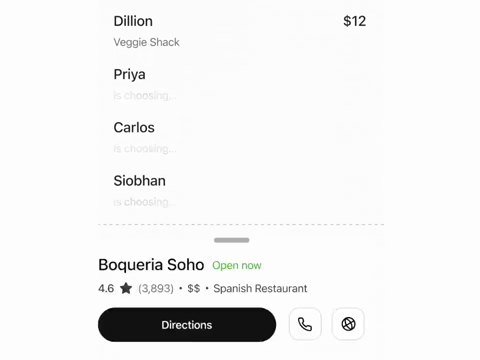 Dillion $12
Veggie Shack
Priya
is choosing...
Carlos
is choosing...
Siobhan
is choosing...
Boqueria Soho Open now
4.6 ★ (3,893) • $$ • Spanish Restaurant
Directions